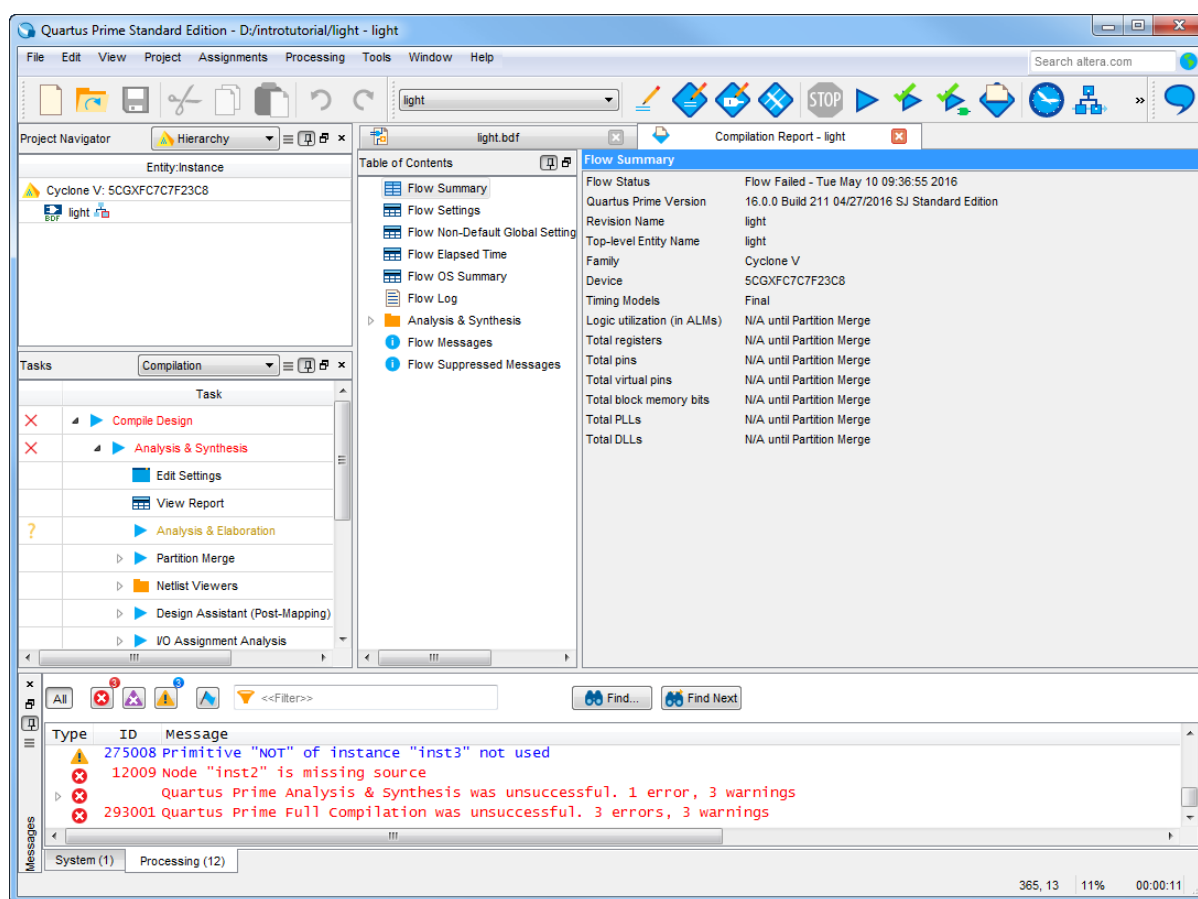 Quartus Prime Standard Edition - D:/introtutorial/light - light
File Edit View Project Assignments Processing Tools Window Help
Search altera.com
light
STOP
»
Project Navigator
Hierarchy
Entity:Instance
Cyclone V: 5CGXFC7C7F23C8
BDF light
Tasks
Compilation
Task
Compile Design
Analysis & Synthesis
Edit Settings
View Report
? Analysis & Elaboration
Partition Merge
Netlist Viewers
Design Assistant (Post-Mapping)
I/O Assignment Analysis
light.bdf
Compilation Report - light
Table of Contents
Flow Summary
Flow Settings
Flow Non-Default Global Setting
Flow Elapsed Time
Flow OS Summary
Flow Log
Analysis & Synthesis
Flow Messages
Flow Suppressed Messages
Flow Summary
Flow Status Flow Failed - Tue May 10 09:36:55 2016
Quartus Prime Version 16.0.0 Build 211 04/27/2016 SJ Standard Edition
Revision Name light
Top-level Entity Name light
Family Cyclone V
Device 5CGXFC7C7F23C8
Timing Models Final
Logic utilization (in ALMs) N/A until Partition Merge
Total registers N/A until Partition Merge
Total pins N/A until Partition Merge
Total virtual pins N/A until Partition Merge
Total block memory bits N/A until Partition Merge
Total PLLs N/A until Partition Merge
Total DLLs N/A until Partition Merge
All 3 3 <<Filter>> Find... Find Next
Type ID Message
275008 Primitive "NOT" of instance "inst3" not used
12009 Node "inst2" is missing source
Quartus Prime Analysis & Synthesis was unsuccessful. 1 error, 3 warnings
293001 Quartus Prime Full Compilation was unsuccessful. 3 errors, 3 warnings
Messages
System (1) Processing (12)
365, 13 11% 00:00:11